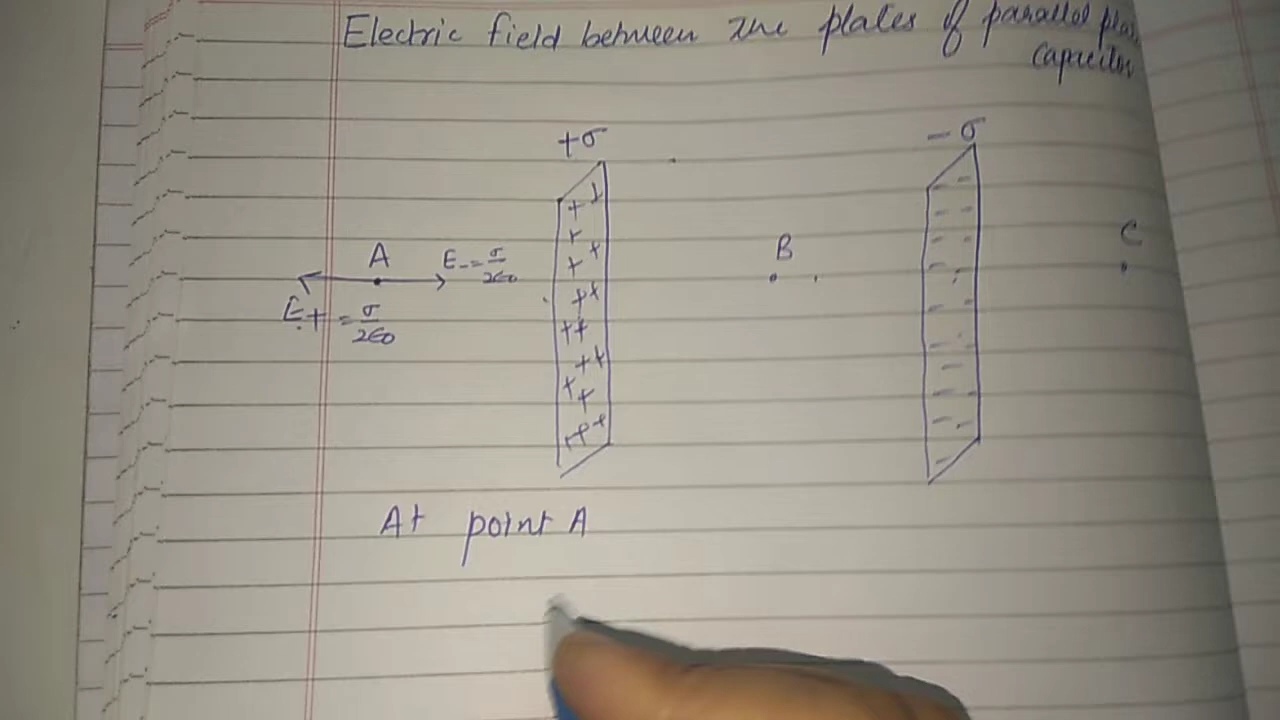 Electric field between the plates of parallel plate
capacitor
+σ
-σ
A
E- = σ/2ε0
B
C
E+ = σ/2ε0
At point A